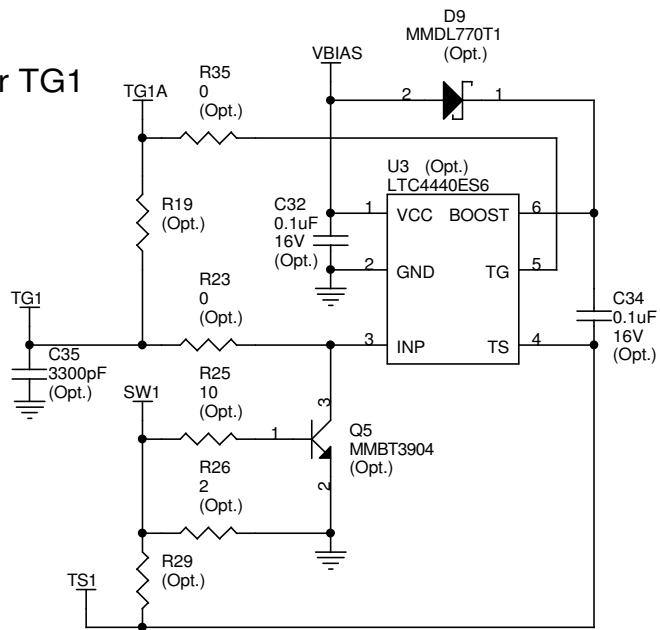 r TG1
D9
MMDL770T1
(Opt.)
VBIAS
2
1
R35
0
(Opt.)
TG1A
U3 (Opt.)
LTC4440ES6
R19
(Opt.)
C32
0.1uF
16V
(Opt.)
1
VCC
BOOST
6
2
GND
TG
5
3
INP
TS
4
C34
0.1uF
16V
(Opt.)
R23
0
(Opt.)
TG1
C35
3300pF
(Opt.)
SW1
R25
10
(Opt.)
1
3
2
Q5
MMBT3904
(Opt.)
R26
2
(Opt.)
R29
(Opt.)
TS1